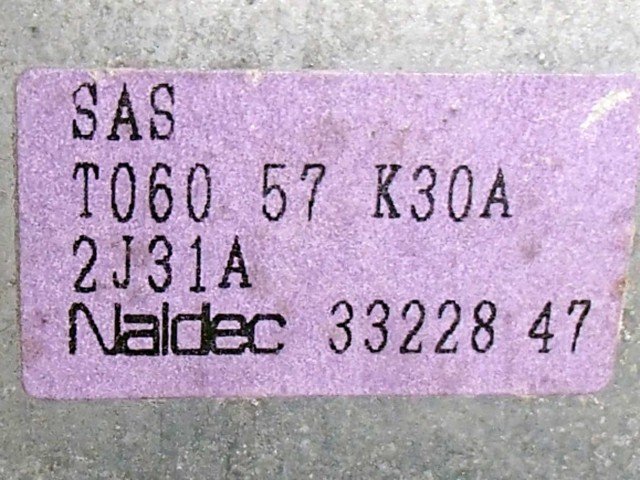 SAS
T060 57 K30A
2J31A
Naldec 33228 47